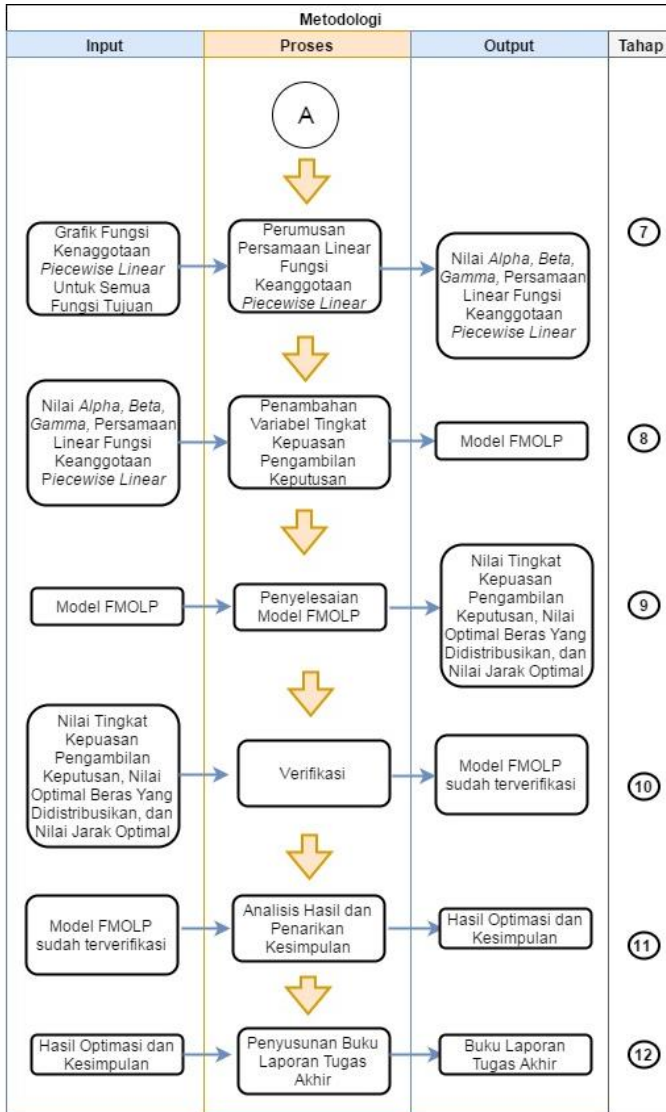 Metodologi
Input
Proses
Output
Tahap
A
Grafik Fungsi
Kenaggotaan
Piecewise Linear
Untuk Semua
Fungsi Tujuan
Perumusan
Persamaan Linear
Fungsi
Keanggotaan
Piecewise Linear
Nilai Alpha, Beta,
Gamma, Persamaan
Linear Fungsi
Keanggotaan
Piecewise Linear
7
Nilai Alpha, Beta,
Gamma, Persamaan
Linear Fungsi
Keanggotaan
Piecewise Linear
Penambahan
Variabel Tingkat
Kepuasan
Pengambilan
Keputusan
Model FMOLP
8
Model FMOLP
Penyelesaian
Model FMOLP
Nilai Tingkat
Kepuasan
Pengambilan
Keputusan, Nilai
Optimal Beras Yang
Didistribusikan, dan
Nilai Jarak Optimal
9
Nilai Tingkat
Kepuasan
Pengambilan
Keputusan, Nilai
Optimal Beras Yang
Didistribusikan, dan
Nilai Jarak Optimal
Verifikasi
Model FMOLP
sudah terverifikasi
10
Model FMOLP
sudah terverifikasi
Analisis Hasil dan
Penarikan
Kesimpulan
Hasil Optimasi dan
Kesimpulan
11
Hasil Optimasi dan
Kesimpulan
Penyusunan Buku
Laporan Tugas
Akhir
Buku Laporan
Tugas Akhir
12